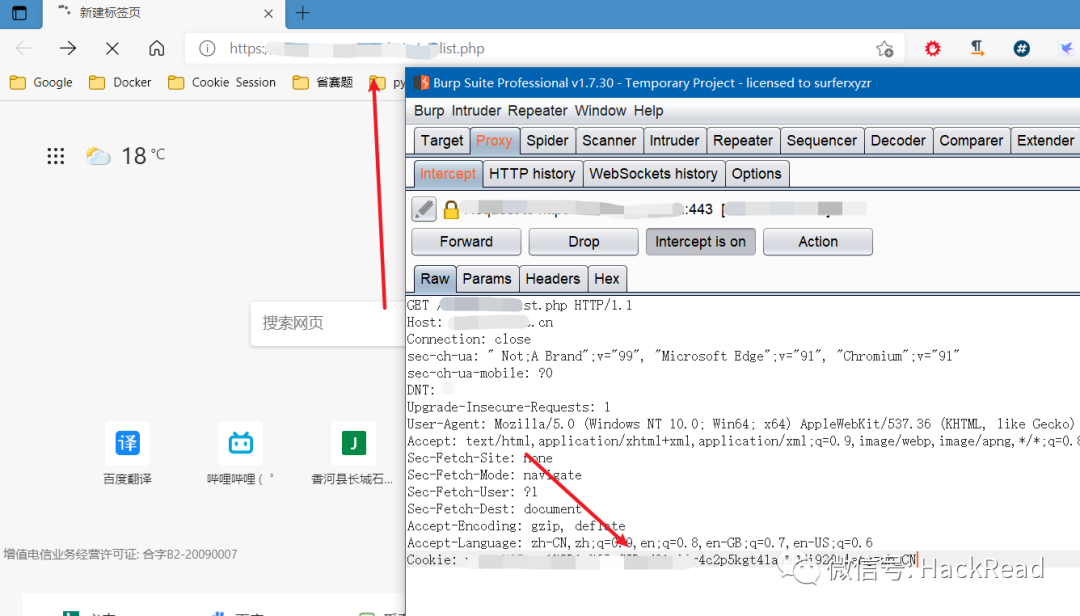 新建标签页
https: list.php
Google Docker Cookie Session 省赛题 py
Burp Suite Professional v1.7.30 - Temporary Project - licensed to surferxyzr
Burp Intruder Repeater Window Help
Target Proxy Spider Scanner Intruder Repeater Sequencer Decoder Comparer Extender
Intercept HTTP history WebSockets history Options
:443 [
Forward Drop Intercept is on Action
Raw Params Headers Hex
18 °C
搜索网页
GET / st.php HTTP/1.1
Host: .cn
Connection: close
sec-ch-ua: " Not;A Brand";v="99", "Microsoft Edge";v="91", "Chromium";v="91"
sec-ch-ua-mobile: ?0
DNT:
Upgrade-Insecure-Requests: 1
User-Agent: Mozilla/5.0 (Windows NT 10.0; Win64; x64) AppleWebKit/537.36 (KHTML, like Gecko)
Accept: text/html,application/xhtml+xml,application/xml;q=0.9,image/webp,image/apng,*/*;q=0.8
Sec-Fetch-Site: none
Sec-Fetch-Mode: navigate
Sec-Fetch-User: ?1
Sec-Fetch-Dest: document
Accept-Encoding: gzip, deflate
Accept-Language: zh-CN,zh;q=0.9,en;q=0.8,en-GB;q=0.7,en-US;q=0.6
Cookie:
译
J
百度翻译
哔哩哔哩 ( ゜
香河县长城石...
增值电信业务经营许可证: 合字B2-20090007
微信号: HackRead